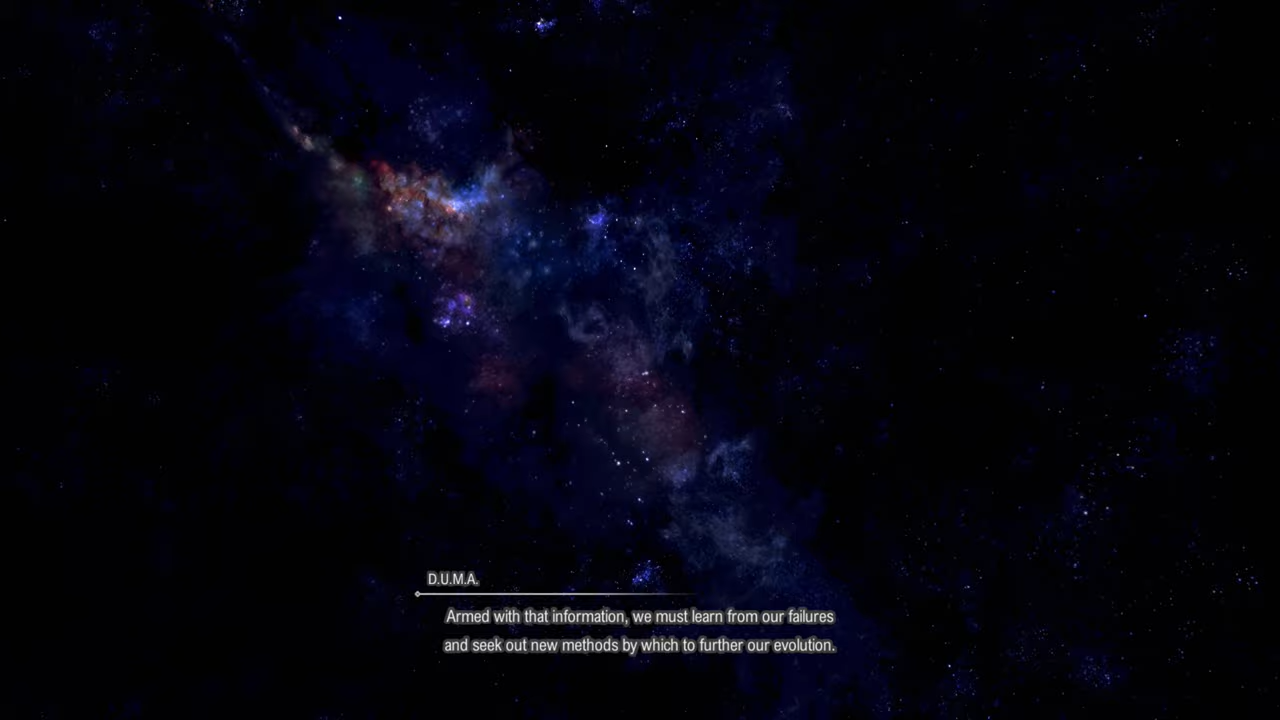 D.U.M.A.
Armed with that information, we must learn from our failures
and seek out new methods by which to further our evolution.